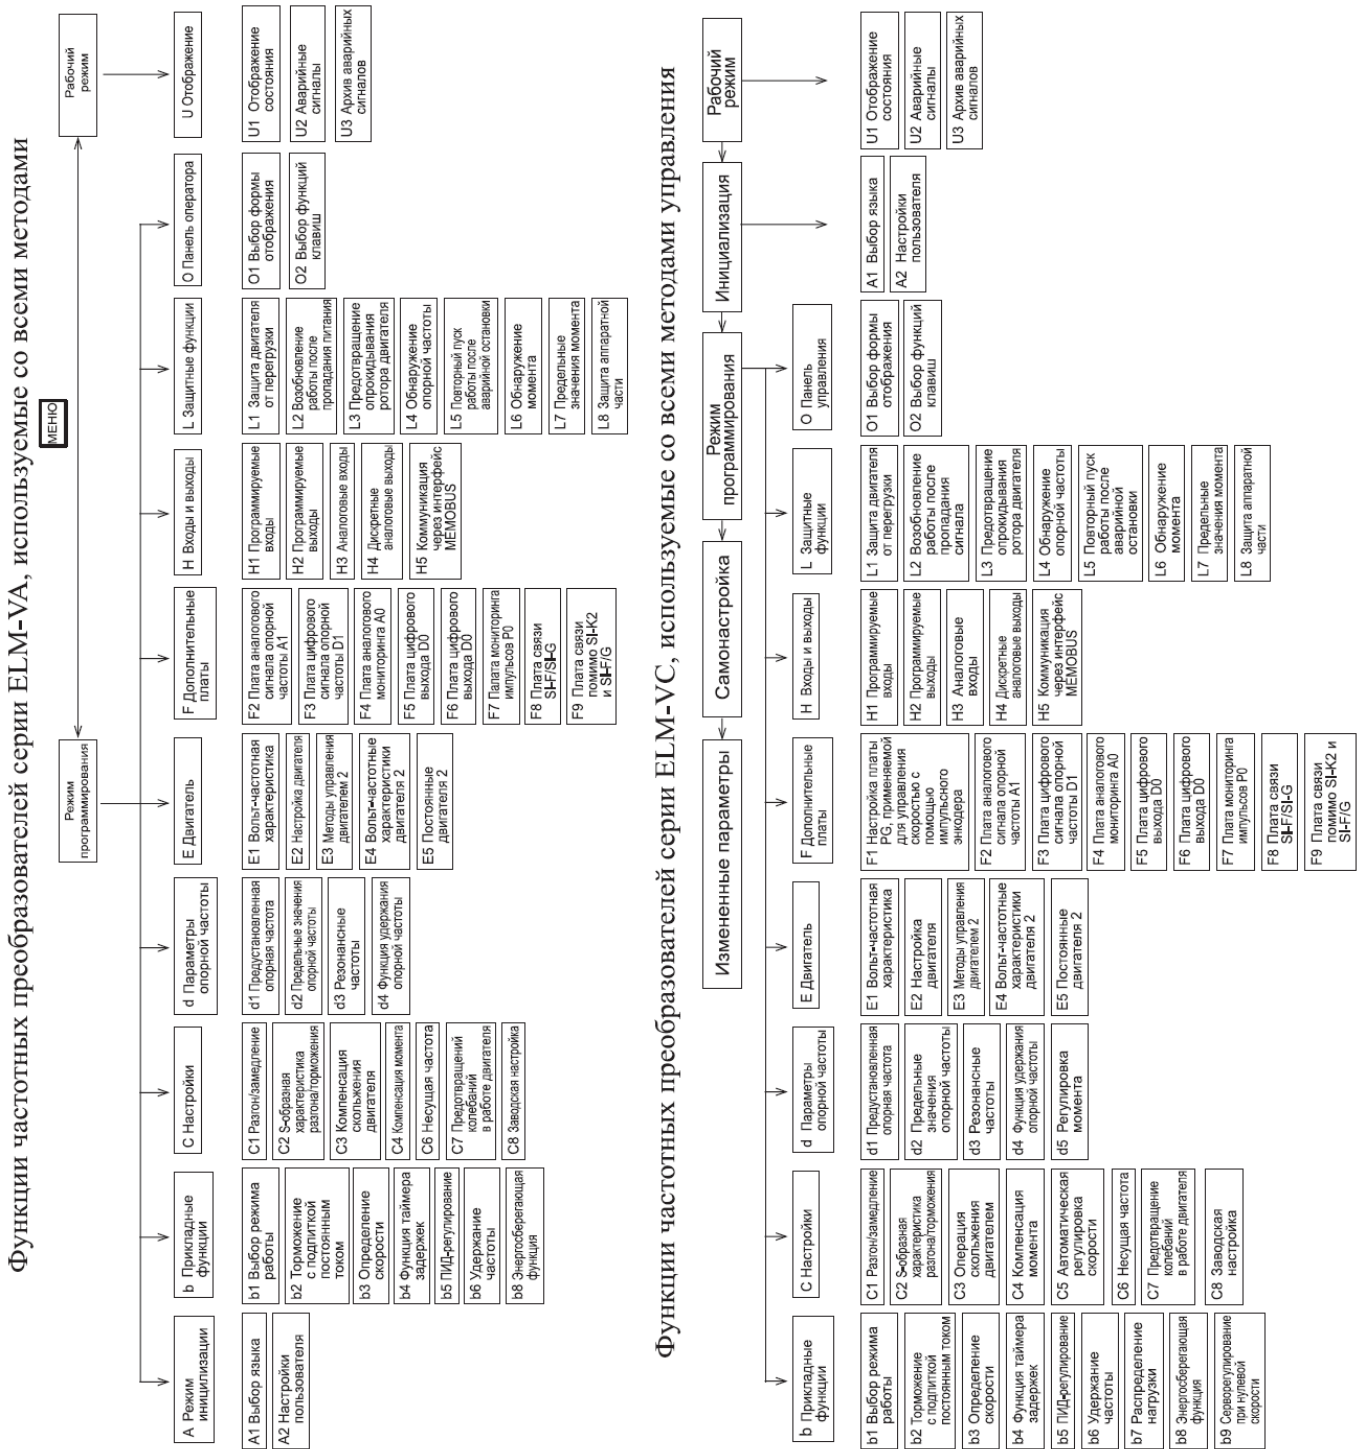 Функции частотных преобразователей серии ELM-VA, используемые со всеми методами
МЕНЮ
Режим
программирования
Рабочий
режим
A Режим
инициализации
A1 Выбор языка
A2 Настройки
пользователя
b Прикладные
функции
b1 Выбор режима
работы
b2 Торможение
с подпиткой
постоянным
током
b3 Определение
скорости
b4 Функция таймера
задержек
b5 ПИД-регулирование
b6 Удержание
частоты
b8 Энергосберегающая
функция
C Настройки
C1 Разгон/замедление
C2 S-образная
характеристика
разгона/торможения
C3 Компенсация
скольжения
двигателя
C4 Компенсация момента
C6 Несущая частота
C7 Предотвращений
колебаний
в работе двигателя
C8 Заводская настройка
d Параметры
опорной частоты
d1 Предустановленная
опорная частота
d2 Предельные значения
опорной частоты
d3 Резонансные
частоты
d4 Функция удержания
опорной частоты
E Двигатель
E1 Вольт-частотная
характеристика
E2 Настройка двигателя
E3 Методы управления
двигателем 2
E4 Вольт-частотные
характеристики
двигателя 2
E5 Постоянные
двигателя 2
F Дополнительные
платы
F2 Плата аналогового
сигнала опорной
частоты A1
F3 Плата цифрового
сигнала опорной
частоты D1
F4 Плата аналогового
мониторинга A0
F5 Плата цифрового
выхода D0
F6 Плата цифрового
выхода D0
F7 Палата мониторинга
импульсов P0
F8 Плата связи
SI-F/SI-G
F9 Плата связи
помимо SI-K2
и SI-F/G
H Входы и выходы
H1 Программируемые
входы
H2 Программируемые
выходы
H3 Аналоговые входы
H4 Дискретные
аналоговые выходы
H5 Коммуникация
через интерфейс
MEMOBUS
L Защитные функции
L1 Защита двигателя
от перегрузки
L2 Возобновление
работы после
пропадания питания
L3 Предотвращение
опрокидывания
ротора двигателя
L4 Обнаружение
опорной частоты
L5 Повторный пуск
работы после
аварийной остановки
L6 Обнаружение
момента
L7 Предельные
значения момента
L8 Защита аппаратной
части
O Панель оператора
O1 Выбор формы
отображения
O2 Выбор функций
клавиш
U Отображение
U1 Отображение
состояния
U2 Аварийные
сигналы
U3 Архив аварийных
сигналов
Функции частотных преобразователей серии ELM-VC, используемые со всеми методами управления
Измененные параметры
Самонастройка
Режим
программирования
Инициализация
Рабочий
режим
b Прикладные
функции
b1 Выбор режима
работы
b2 Торможение
с подпиткой
постоянным током
b3 Определение
скорости
b4 Функция таймера
задержек
b5 ПИД-регулирование
b6 Удержание
частоты
b7 Распределение
нагрузки
b8 Энергосберегающая
функция
b9 Серворегулирование
при нулевой
скорости
C Настройки
C1 Разгон/замедление
C2 S-образная
характеристика
разгона/торможения
C3 Операция
скольжения
двигателем
C4 Компенсация
момента
C5 Автоматическая
регулировка
скорости
C6 Несущая частота
C7 Предотвращение
колебаний
в работе двигателя
C8 Заводская
настройка
d Параметры
опорной частоты
d1 Предустановленная
опорная частота
d2 Предельные
значения
опорной частоты
d3 Резонансные
частоты
d4 Функция удержания
опорной частоты
d5 Регулировка
момента
E Двигатель
E1 Вольт-частотная
характеристика
E2 Настройка
двигателя
E3 Методы управления
двигателем 2
E4 Вольт-частотные
характеристики
двигателя 2
E5 Постоянные
двигателя 2
F Дополнительные
платы
F1 Настройка платы
PG, применяемой
для управления
скоростью с
помощью
импульсного
энкодера
F2 Плата аналогового
сигнала опорной
частоты A1
F3 Плата цифрового
сигнала опорной
частоты D1
F4 Плата аналогового
мониторинга A0
F5 Плата цифрового
выхода D0
F6 Плата цифрового
выхода D0
F7 Плата мониторинга
импульсов P0
F8 Плата связи
SI-F/SI-G
F9 Плата связи
помимо SI-K2 и
SI-F/G
H Входы и выходы
H1 Программируемые
входы
H2 Программируемые
выходы
H3 Аналоговые
входы
H4 Дискретные
аналоговые выходы
H5 Коммуникация
через интерфейс
MEMOBUS
L Защитные
функции
L1 Защита двигателя
от перегрузки
L2 Возобновление
работы после
пропадания
сигнала
L3 Предотвращение
опрокидывания
ротора двигателя
L4 Обнаружение
опорной частоты
L5 Повторный пуск
работы после
аварийной
остановки
L6 Обнаружение
момента
L7 Предельные
значения момента
L8 Защита аппаратной
части
O Панель
управления
O1 Выбор формы
отображения
O2 Выбор функций
клавиш
A1 Выбор языка
A2 Настройки
пользователя
U1 Отображение
состояния
U2 Аварийные
сигналы
U3 Архив аварийных
сигналов